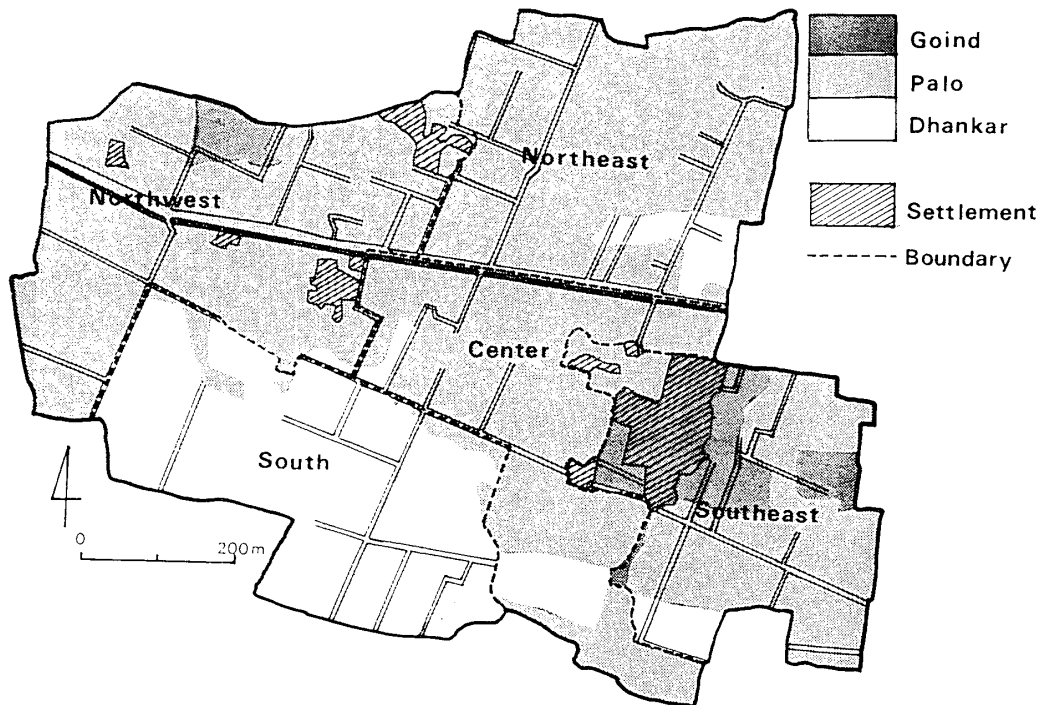 Goind
Palo
Dhankar
Settlement
Boundary
Northeast
Northwest
Center
South
Southeast
0
200m